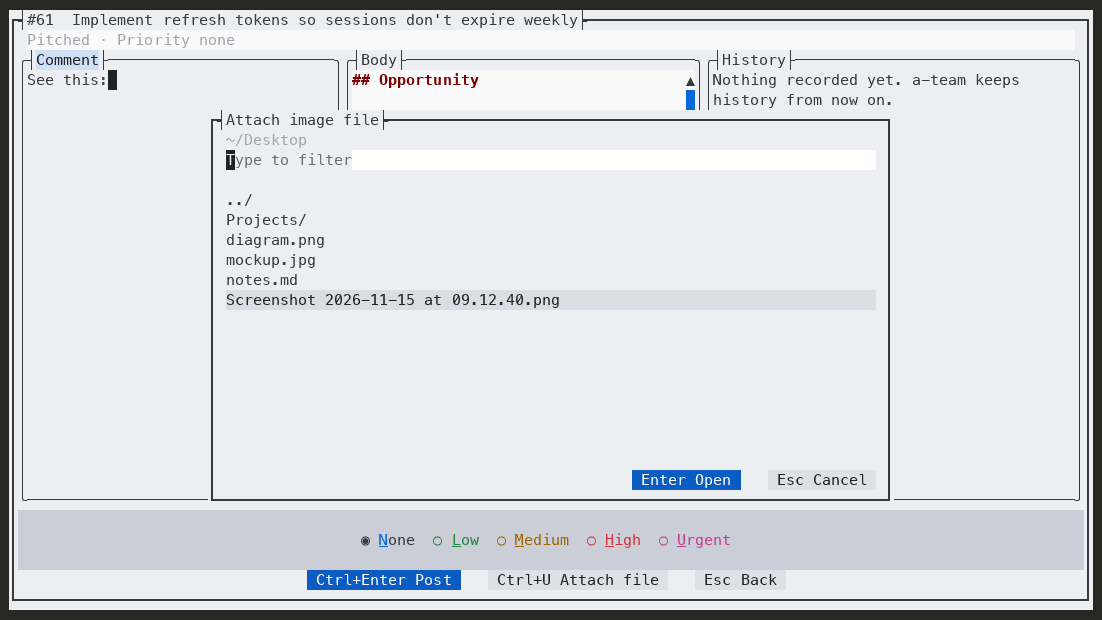 #61 Implement refresh tokens so sessions don't expire weekly
Pitched · Priority none
Comment
See this:
Body
## Opportunity
History
Nothing recorded yet. a-team keeps
history from now on.
Attach image file
~/Desktop
Type to filter
../
Projects/
diagram.png
mockup.jpg
notes.md
Screenshot 2026-11-15 at 09.12.40.png
Enter Open Esc Cancel
None Low Medium High Urgent
Ctrl+Enter Post Ctrl+U Attach file Esc Back